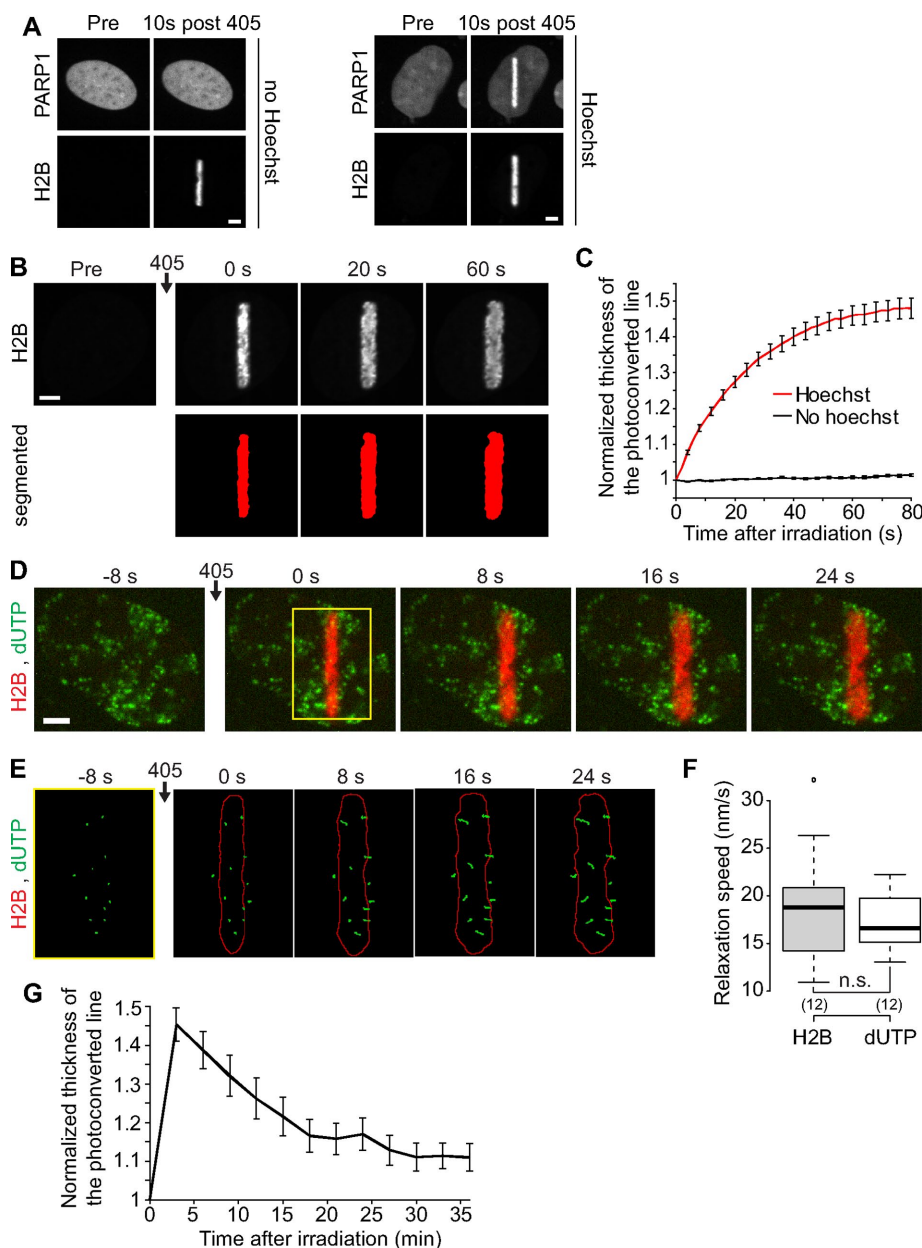 A
Pre 10s post 405
PARP1
H2B
no Hoechst
Pre 10s post 405
PARP1
H2B
Hoechst
B
Pre 405 0 s 20 s 60 s
H2B
segmented
C
Normalized thickness of
the photoconverted line
1.5
1.4
1.3
1.2
1.1
1
Hoechst
No hoechst
0 20 40 60 80
Time after irradiation (s)
D
-8 s 405 0 s 8 s 16 s 24 s
H2B , dUTP
E
-8 s 405 0 s 8 s 16 s 24 s
H2B , dUTP
F
Relaxation speed (nm/s)
30
25
20
15
10
n.s.
(12) (12)
H2B dUTP
G
Normalized thickness of
the photoconverted line
1.5
1.4
1.3
1.2
1.1
1
0 5 10 15 20 25 30 35
Time after irradiation (min)